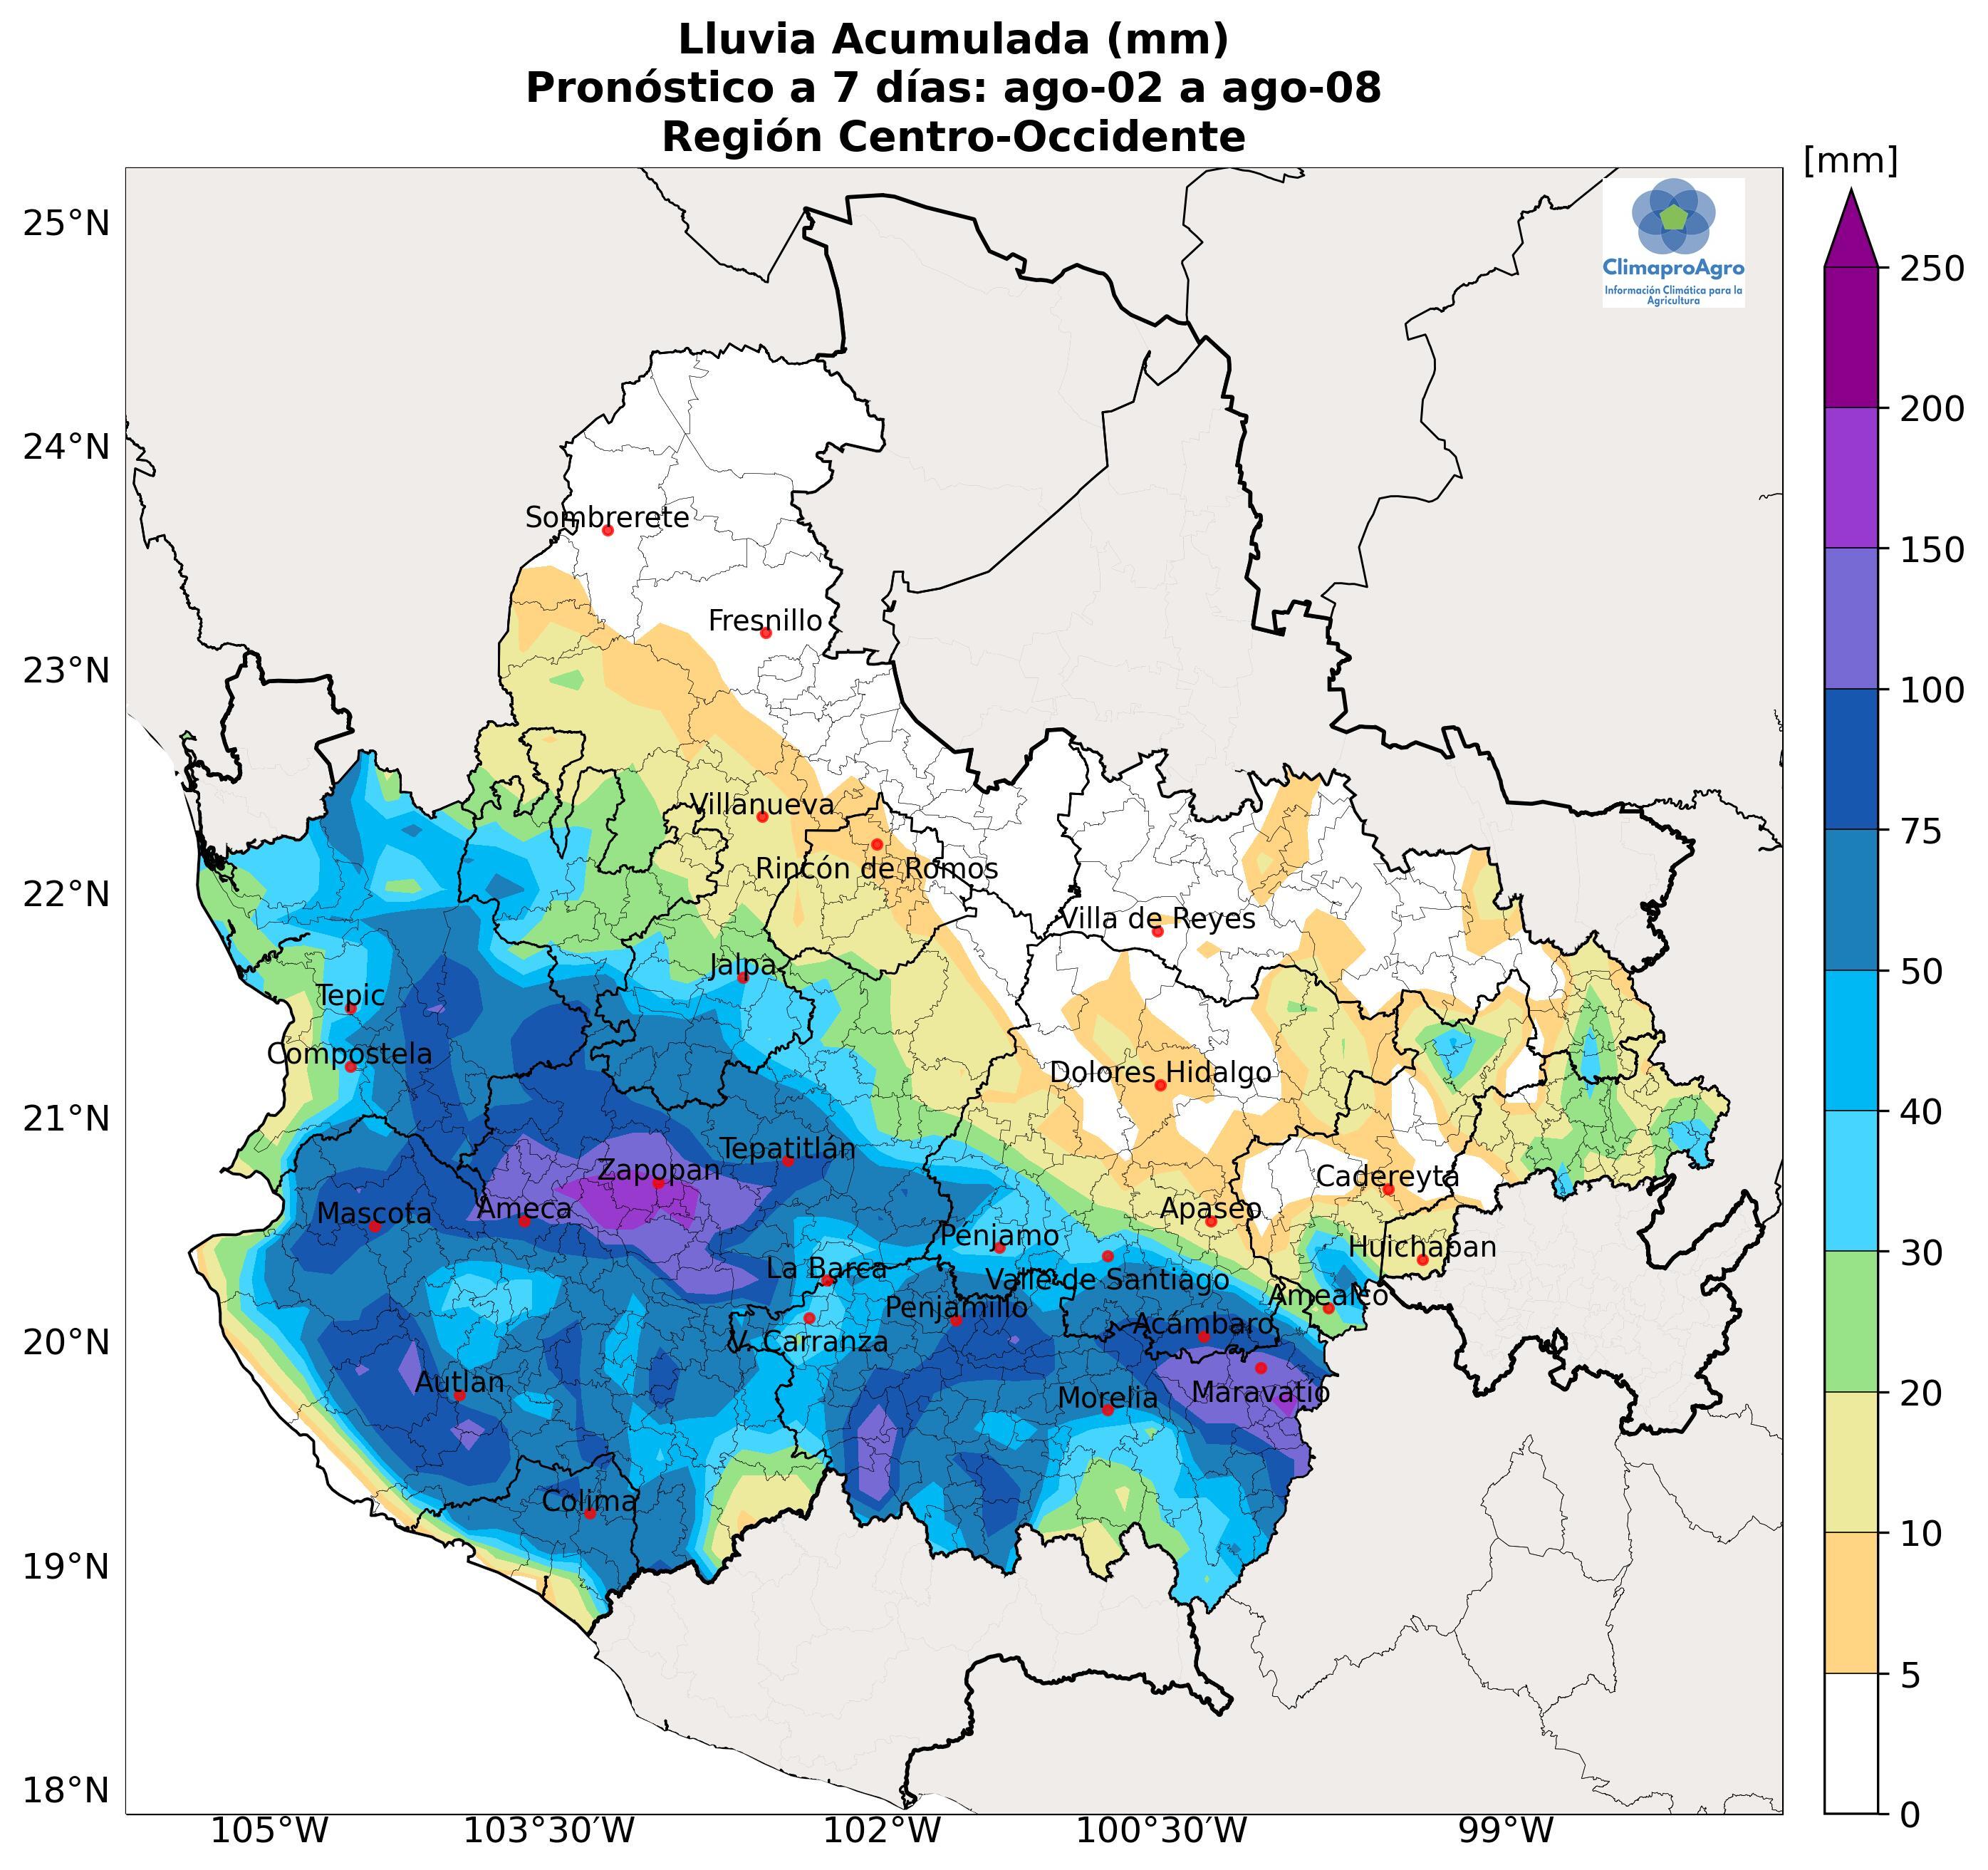 Lluvia Acumulada (mm)
Pronóstico a 7 días: ago-02 a ago-08
Región Centro-Occidente
[mm]
25°N
24°N
23°N
22°N
21°N
20°N
19°N
18°N
ClimaproAgro
Información Climática para la
Agricultura
250
200
150
100
75
50
40
30
20
10
5
0
Sombrerete
Fresnillo
Villanueva
Rincón de Romos
Villa de Reyes
Jalpa
Tepic
Compostela
Dolores Hidalgo
Tepatitlán
Zapopan
Cadereyta
Mascota
Ameca
Apaseo
Pénjamo
Huichapan
La Barca
Valle de Santiago
Amealco
Penjamillo
Acámbaro
V. Carranza
Autlan
Morelia
Maravatío
Colima
105°W
103°30'W
102°W
100°30'W
99°W